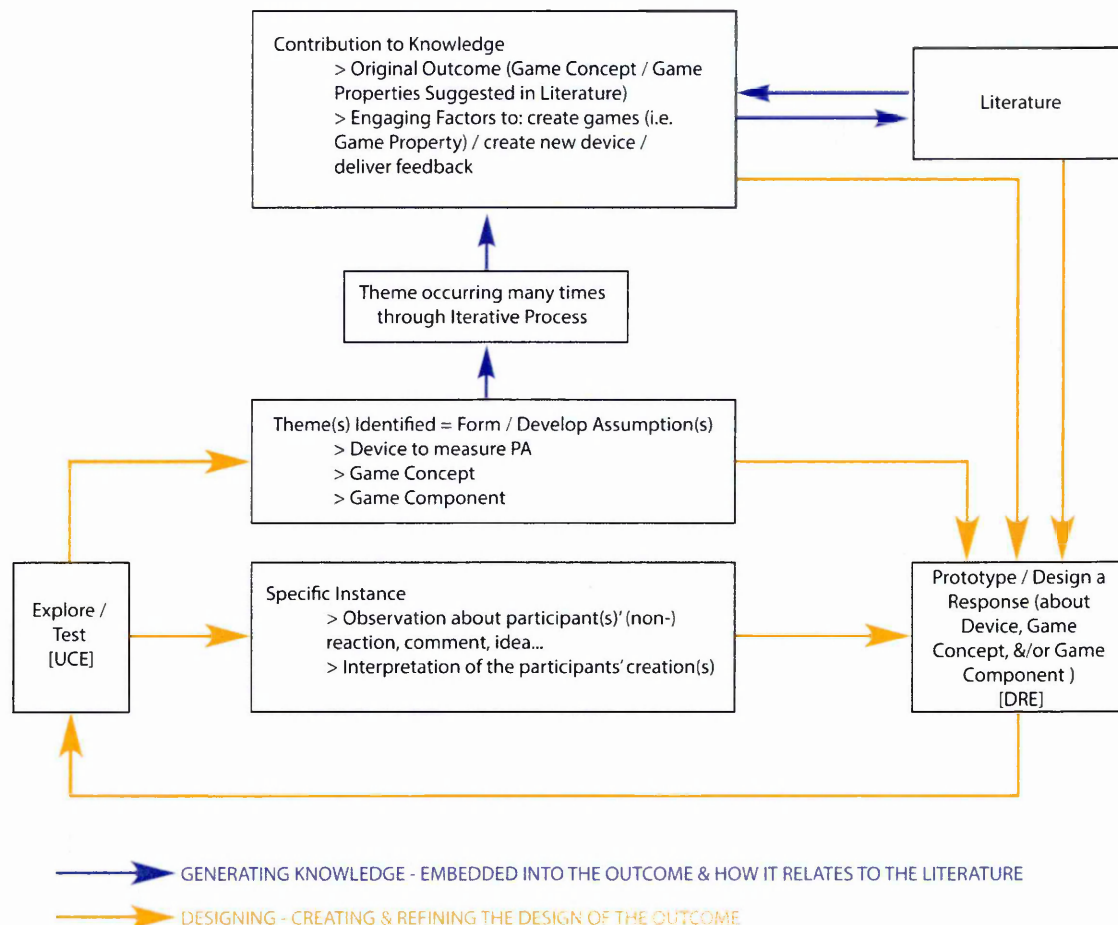 Contribution to Knowledge
> Original Outcome (Game Concept / Game
Properties Suggested in Literature)
> Engaging Factors to: create games (i.e.
Game Property) / create new device /
deliver feedback
Literature
Theme occurring many times
through Iterative Process
Theme(s) Identified = Form / Develop Assumption(s)
> Device to measure PA
> Game Concept
> Game Component
Explore /
Test
[UCE]
Specific Instance
> Observation about participant(s)' (non-)
reaction, comment, idea...
> Interpretation of the participants' creation(s)
Prototype / Design a
Response (about
Device, Game
Concept, &/or Game
Component )
[DRE]
GENERATING KNOWLEDGE - EMBEDDED INTO THE OUTCOME & HOW IT RELATES TO THE LITERATURE
DESIGNING - CREATING & REFINING THE DESIGN OF THE OUTCOME